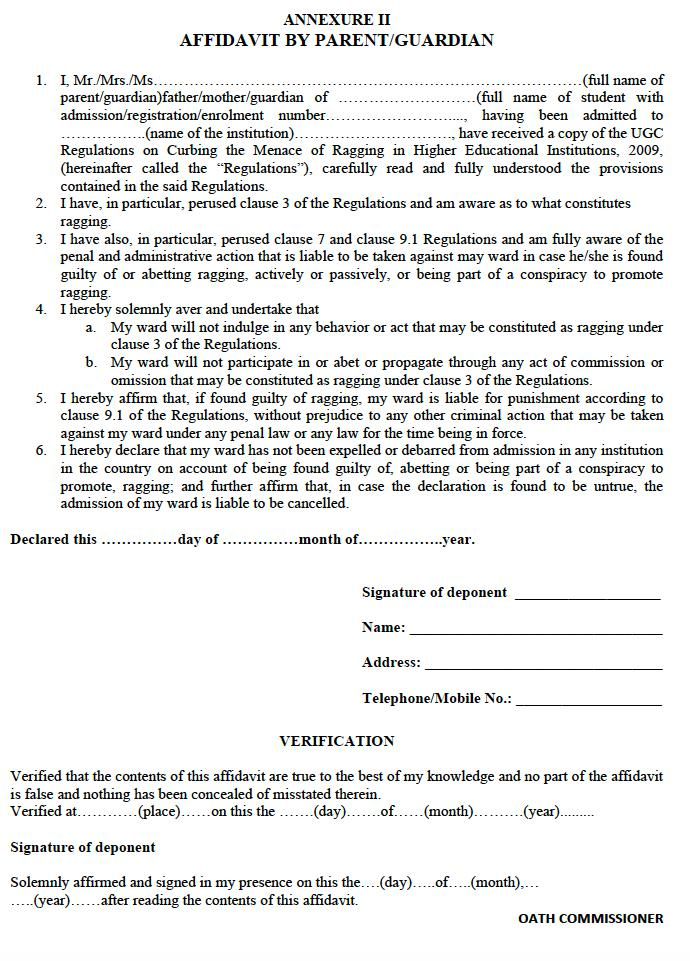 ANNEXURE II
AFFIDAVIT BY PARENT/GUARDIAN
1. I, Mr./Mrs./Ms…………………………………………………………………………(full name of
parent/guardian)father/mother/guardian of ………………………(full name of student with
admission/registration/enrolment number……………………...., having been admitted to
…………….(name of the institution)…………………………., have received a copy of the UGC
Regulations on Curbing the Menace of Ragging in Higher Educational Institutions, 2009,
(hereinafter called the “Regulations”), carefully read and fully understood the provisions
contained in the said Regulations.
2. I have, in particular, perused clause 3 of the Regulations and am aware as to what constitutes
ragging.
3. I have also, in particular, perused clause 7 and clause 9.1 Regulations and am fully aware of the
penal and administrative action that is liable to be taken against may ward in case he/she is found
guilty of or abetting ragging, actively or passively, or being part of a conspiracy to promote
ragging.
4. I hereby solemnly aver and undertake that
a. My ward will not indulge in any behavior or act that may be constituted as ragging under
clause 3 of the Regulations.
b. My ward will not participate in or abet or propagate through any act of commission or
omission that may be constituted as ragging under clause 3 of the Regulations.
5. I hereby affirm that, if found guilty of ragging, my ward is liable for punishment according to
clause 9.1 of the Regulations, without prejudice to any other criminal action that may be taken
against my ward under any penal law or any law for the time being in force.
6. I hereby declare that my ward has not been expelled or debarred from admission in any institution
in the country on account of being found guilty of, abetting or being part of a conspiracy to
promote, ragging; and further affirm that, in case the declaration is found to be untrue, the
admission of my ward is liable to be cancelled.
Declared this ……………day of ……………month of……………..year.
Signature of deponent ____________________
Name: __________________________________
Address: ________________________________
Telephone/Mobile No.: ____________________
VERIFICATION
Verified that the contents of this affidavit are true to the best of my knowledge and no part of the affidavit
is false and nothing has been concealed of misstated therein.
Verified at…………(place)……on this the …….(day)…….of……(month)……….(year).........
Signature of deponent
Solemnly affirmed and signed in my presence on this the….(day)…..of…..(month),…
…..(year)……after reading the contents of this affidavit.
OATH COMMISSIONER